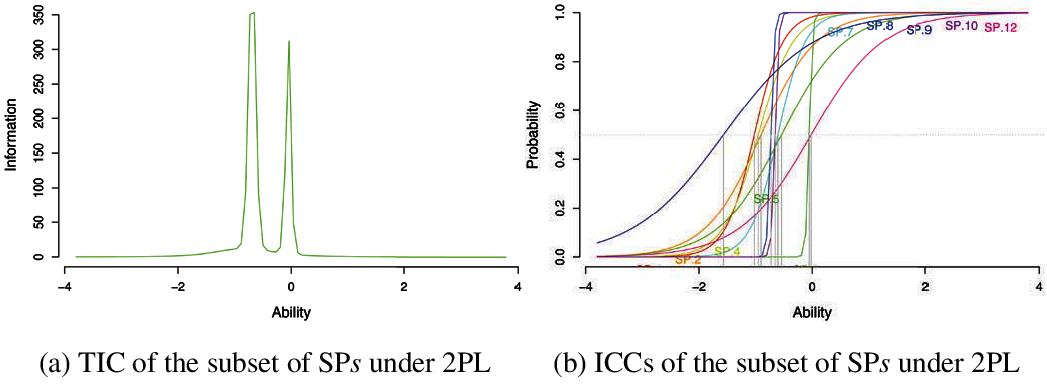 350
300
250
200
150
100
50
0
Information
−4 −2 0 2 4
Ability
1.0
0.8
0.6
0.4
0.2
0.0
Probability
SP.7 SP.8 SP.9 SP.10 SP.12
SP.5
SP.4
SP.2
−4 −2 0 2 4
Ability
(a) TIC of the subset of SPs under 2PL
(b) ICCs of the subset of SPs under 2PL